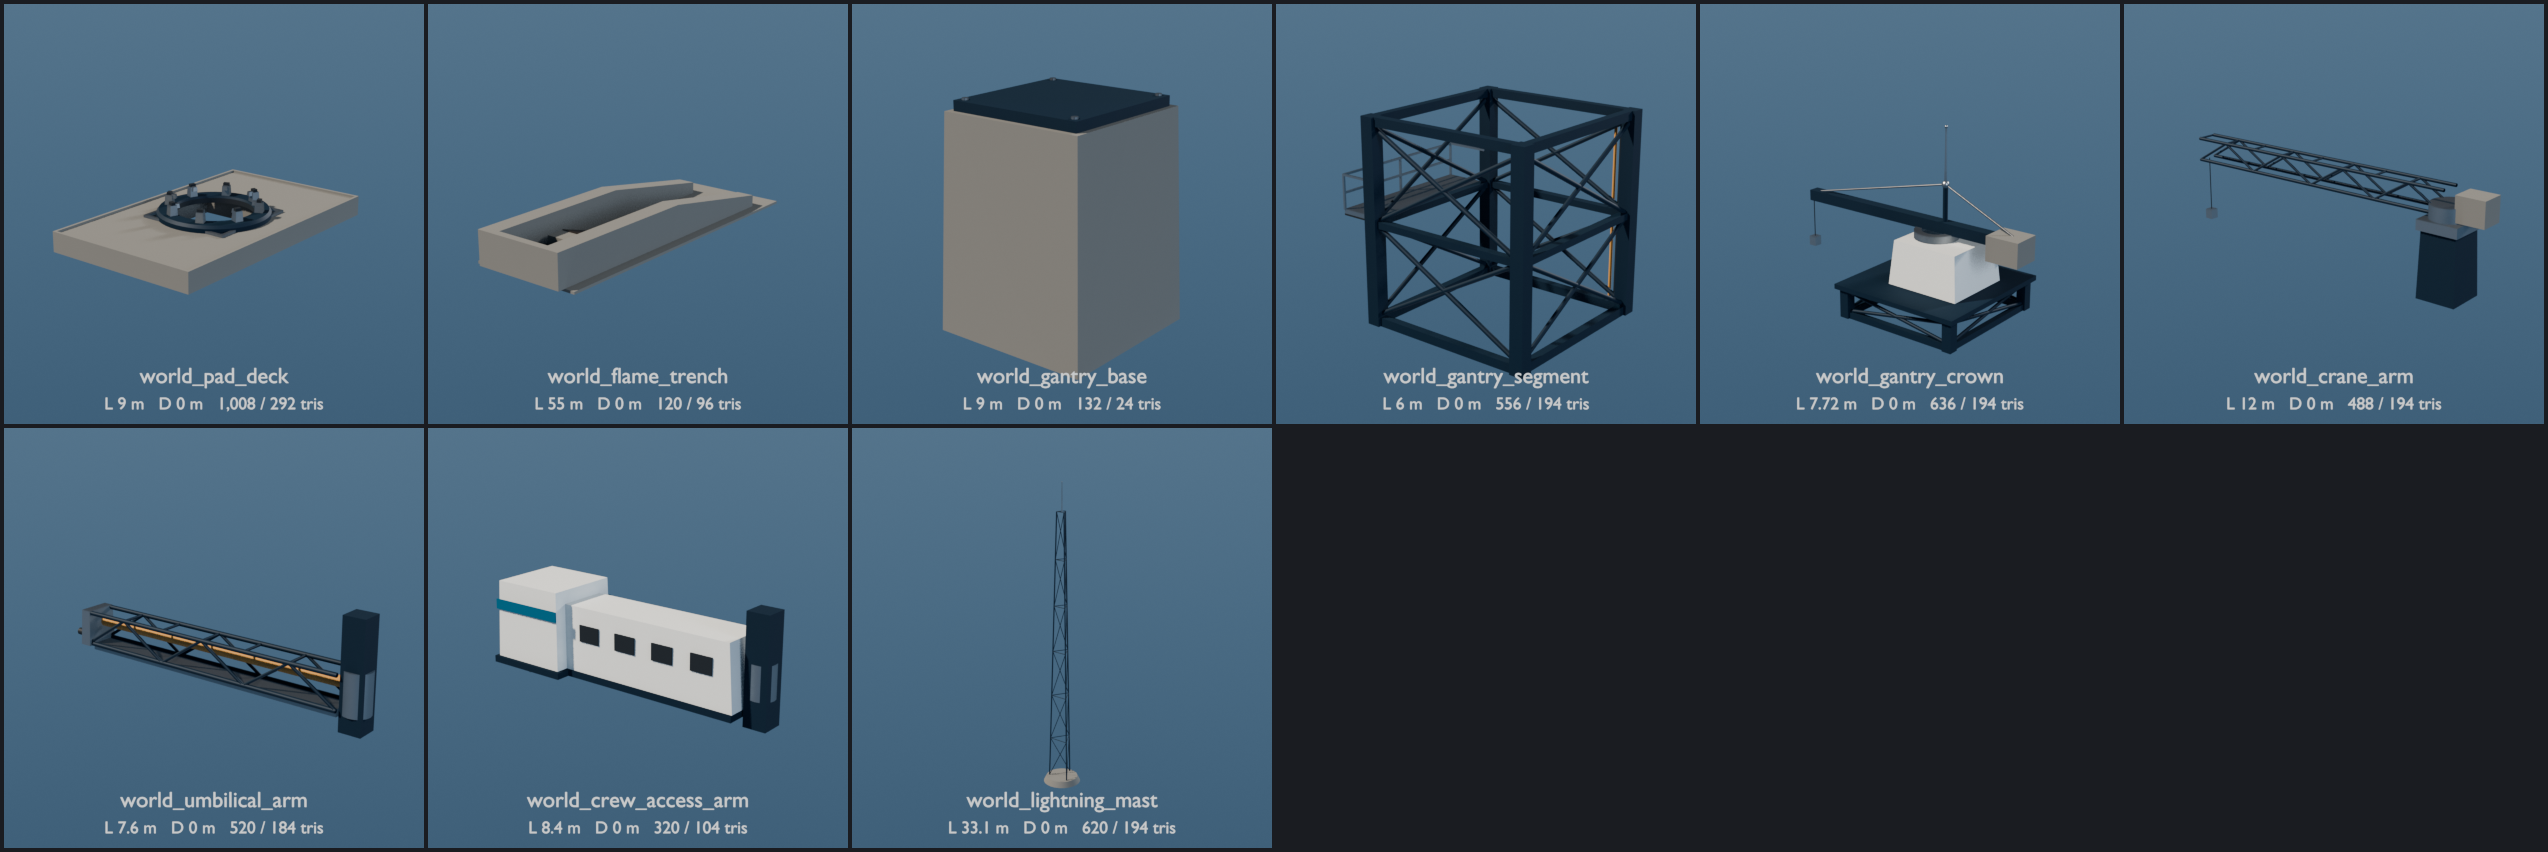 world_pad_deck
L 9 m D 0 m 1,008 / 292 tris
world_flame_trench
L 55 m D 0 m 120 / 96 tris
world_gantry_base
L 9 m D 0 m 132 / 24 tris
world_gantry_segment
L 6 m D 0 m 556 / 194 tris
world_gantry_crown
L 7.72 m D 0 m 636 / 194 tris
world_crane_arm
L 12 m D 0 m 488 / 194 tris
world_umbilical_arm
L 7.6 m D 0 m 520 / 184 tris
world_crew_access_arm
L 8.4 m D 0 m 320 / 104 tris
world_lightning_mast
L 33.1 m D 0 m 620 / 194 tris